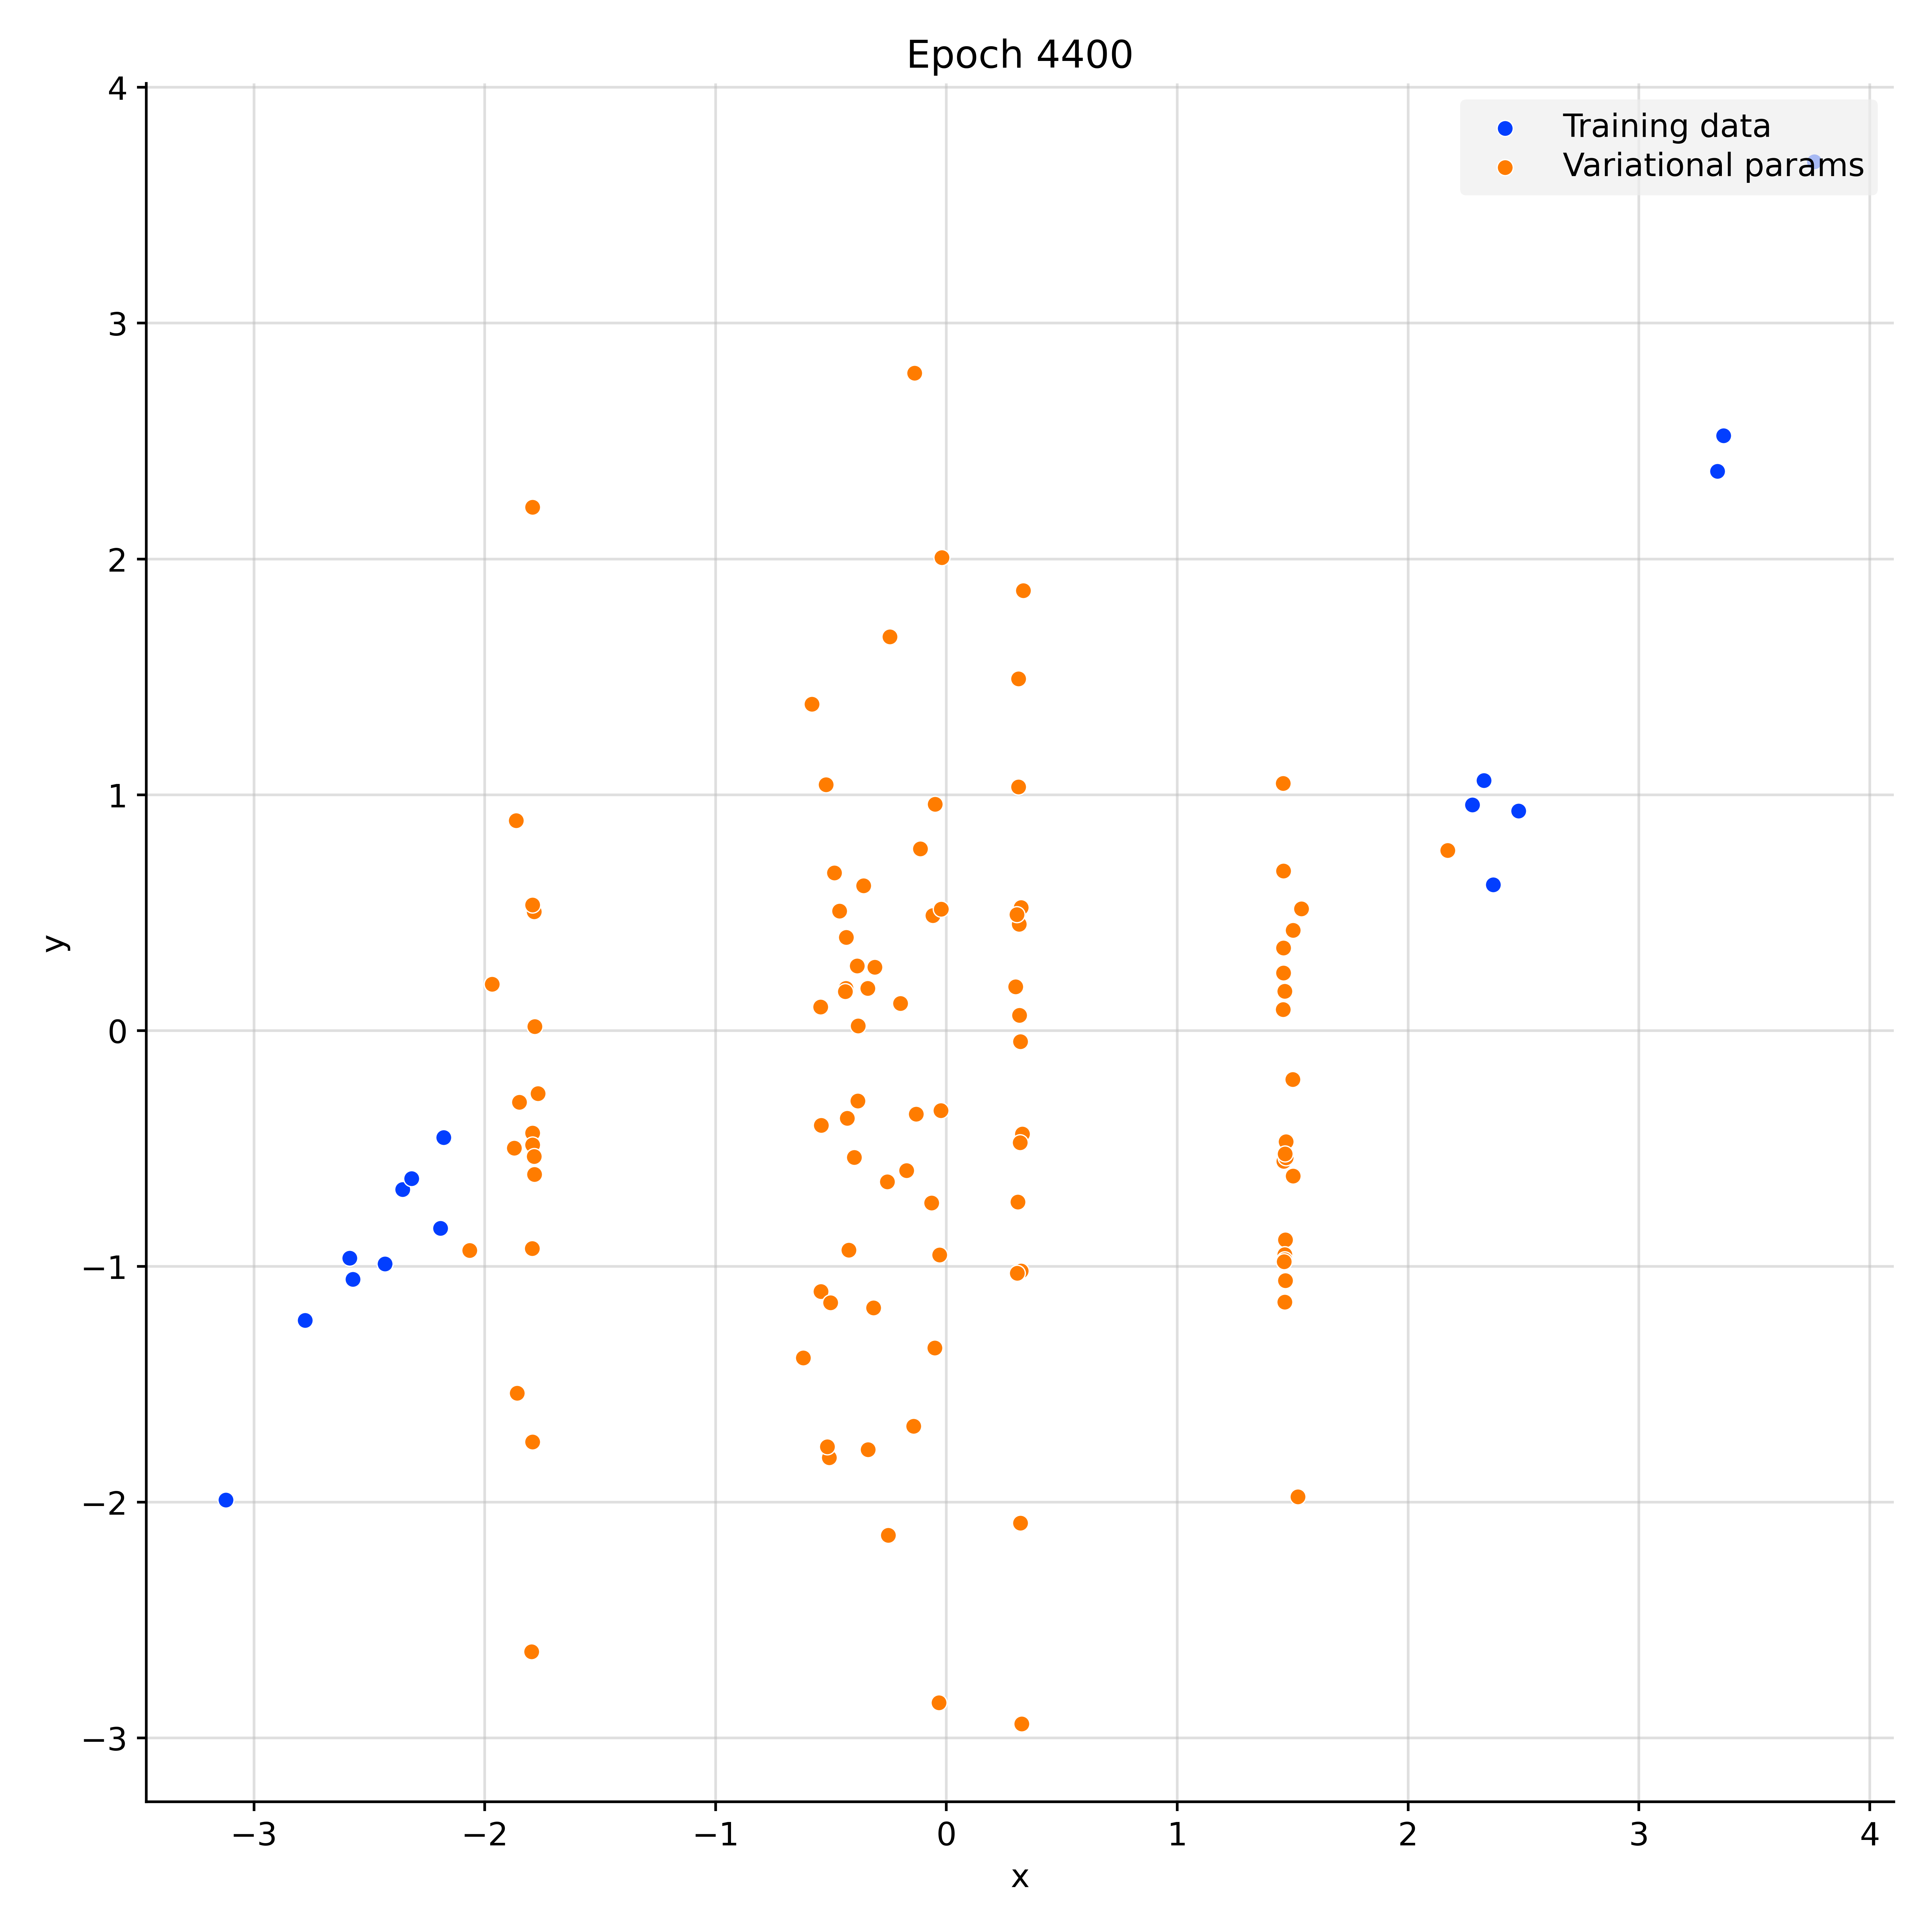 Epoch 4400
Training data
Variational params
4
3
2
1
0
−1
−2
−3
y
−3 −2 −1 0 1 2 3 4
x